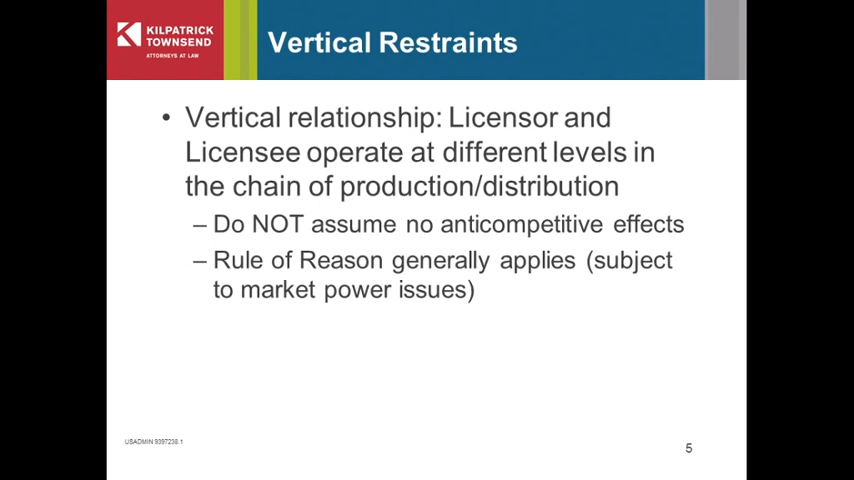 KILPATRICK
TOWNSEND
ATTORNEYS AT LAW
Vertical Restraints
• Vertical relationship: Licensor and
Licensee operate at different levels in
the chain of production/distribution
– Do NOT assume no anticompetitive effects
– Rule of Reason generally applies (subject
to market power issues)
USADMIN 9397238.1
5